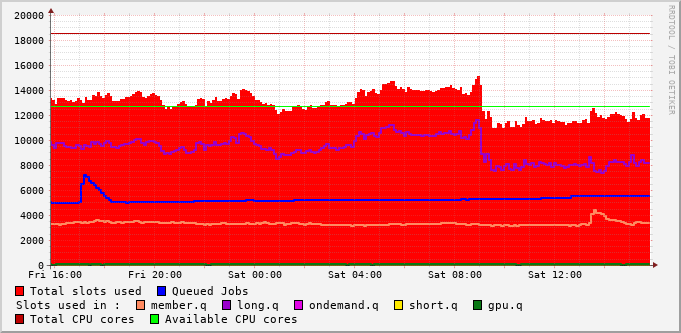 20000
18000
16000
14000
12000
10000
8000
6000
4000
2000
0
Fri 16:00 Fri 20:00 Sat 00:00 Sat 04:00 Sat 08:00 Sat 12:00
RRDTOOL / TOBI OETIKER
Total slots used Queued Jobs
Slots used in : member.q long.q ondemand.q short.q gpu.q
Total CPU cores Available CPU cores